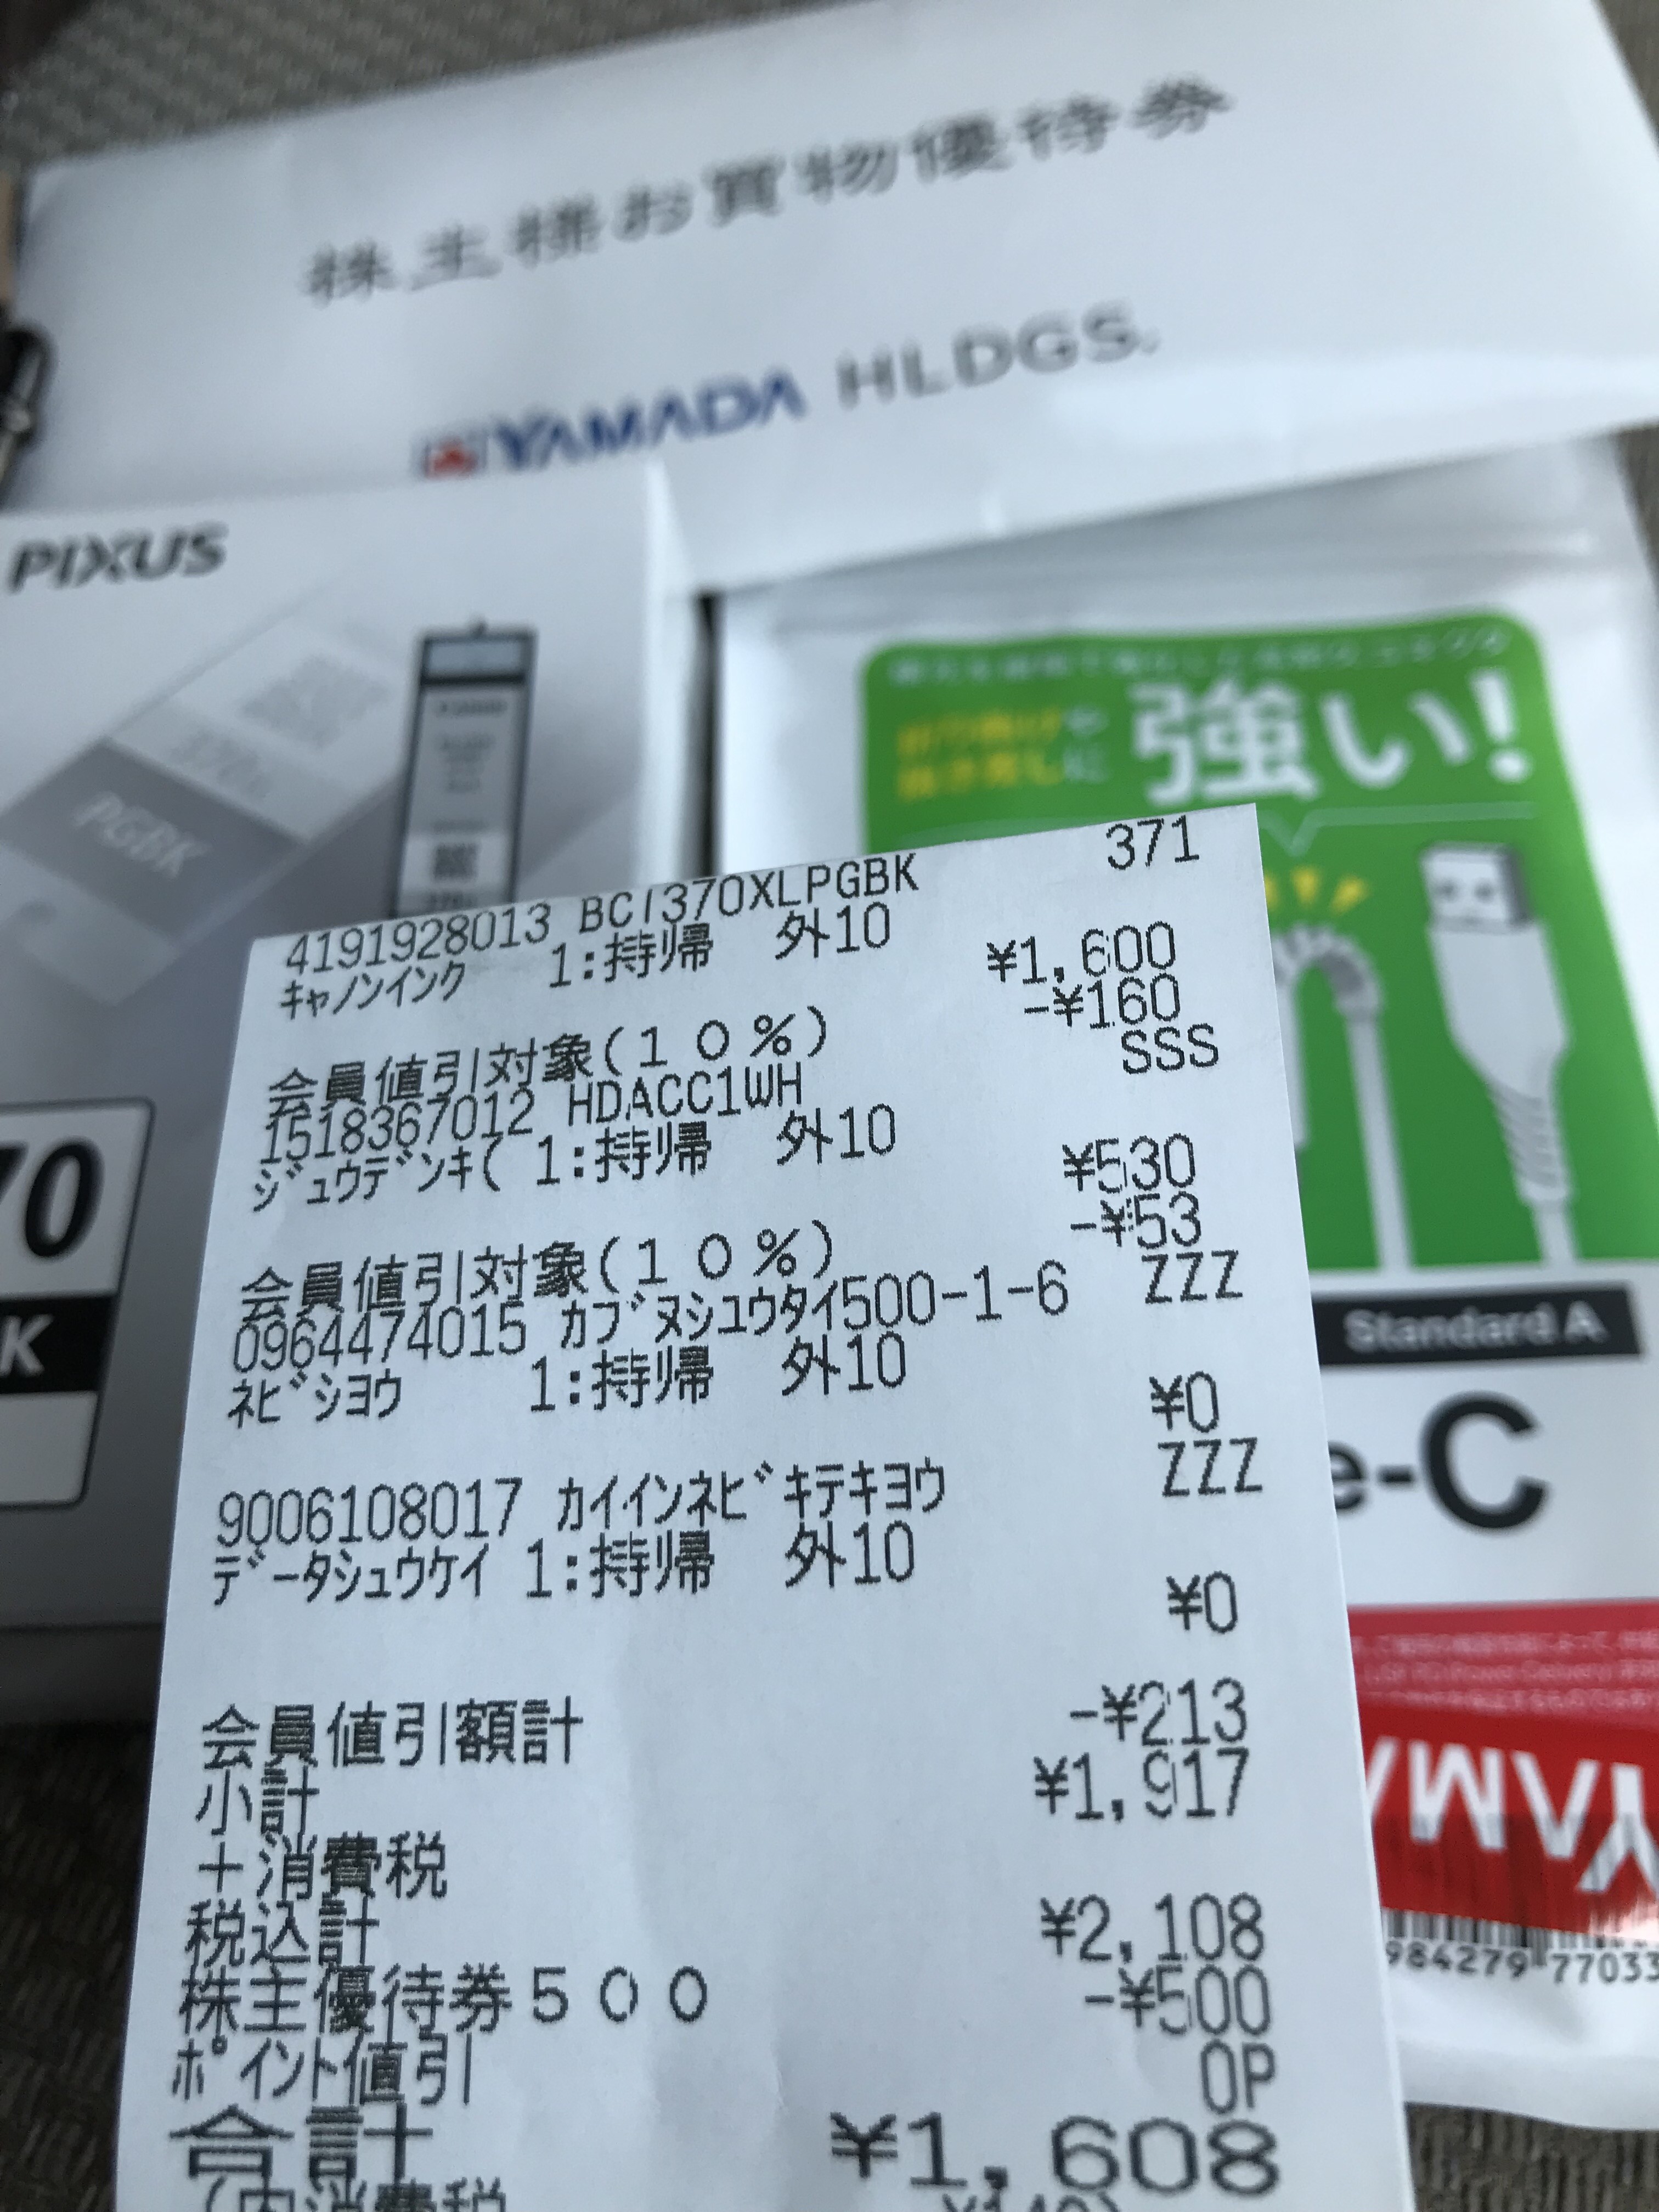 株主様お買物優待券
YAMADA HLDGS.
PIXUS
370XL
PGBK
強い!
371
4191928013 BCI370XLPGBK
ｷｬﾉﾝｲﾝｸ 1:持帰 外10 ¥1,600
会員値引対象(１０％) -¥160
SSS
1518367012 HDACC1WH
ｼﾞｭｳﾃﾞﾝｷ( 1:持帰 外10 ¥530
会員値引対象(１０％) -¥53
ZZZ
0964474015 ｶﾌﾞﾇｼﾕｳﾀｲ500-1-6
ﾈﾋﾞｼﾖｳ 1:持帰 外10 ¥0
ZZZ
9006108017 ｶｲｲﾝﾈﾋﾞｷﾃｷﾖｳ
ﾃﾞｰﾀｼｭｳｹｲ 1:持帰 外10 ¥0
会員値引額計 -¥213
小計 ¥1,917
＋消費税
税込計 ¥2,108
株主優待券５００ -¥500
ﾎﾟｲﾝﾄ値引 0P
合計 ¥1,608
70
K
Standard A
e-C
YAMA
984279 77033